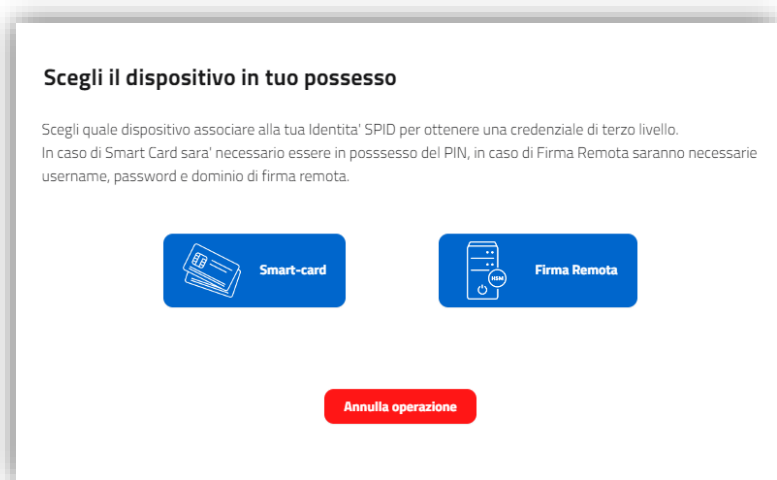 Scegli il dispositivo in tuo possesso
Scegli quale dispositivo associare alla tua Identita' SPID per ottenere una credenziale di terzo livello.
In caso di Smart Card sara' necessario essere in posssesso del PIN, in caso di Firma Remota saranno necessarie
username, password e dominio di firma remota.
Smart-card
HSM
Firma Remota
Annulla operazione